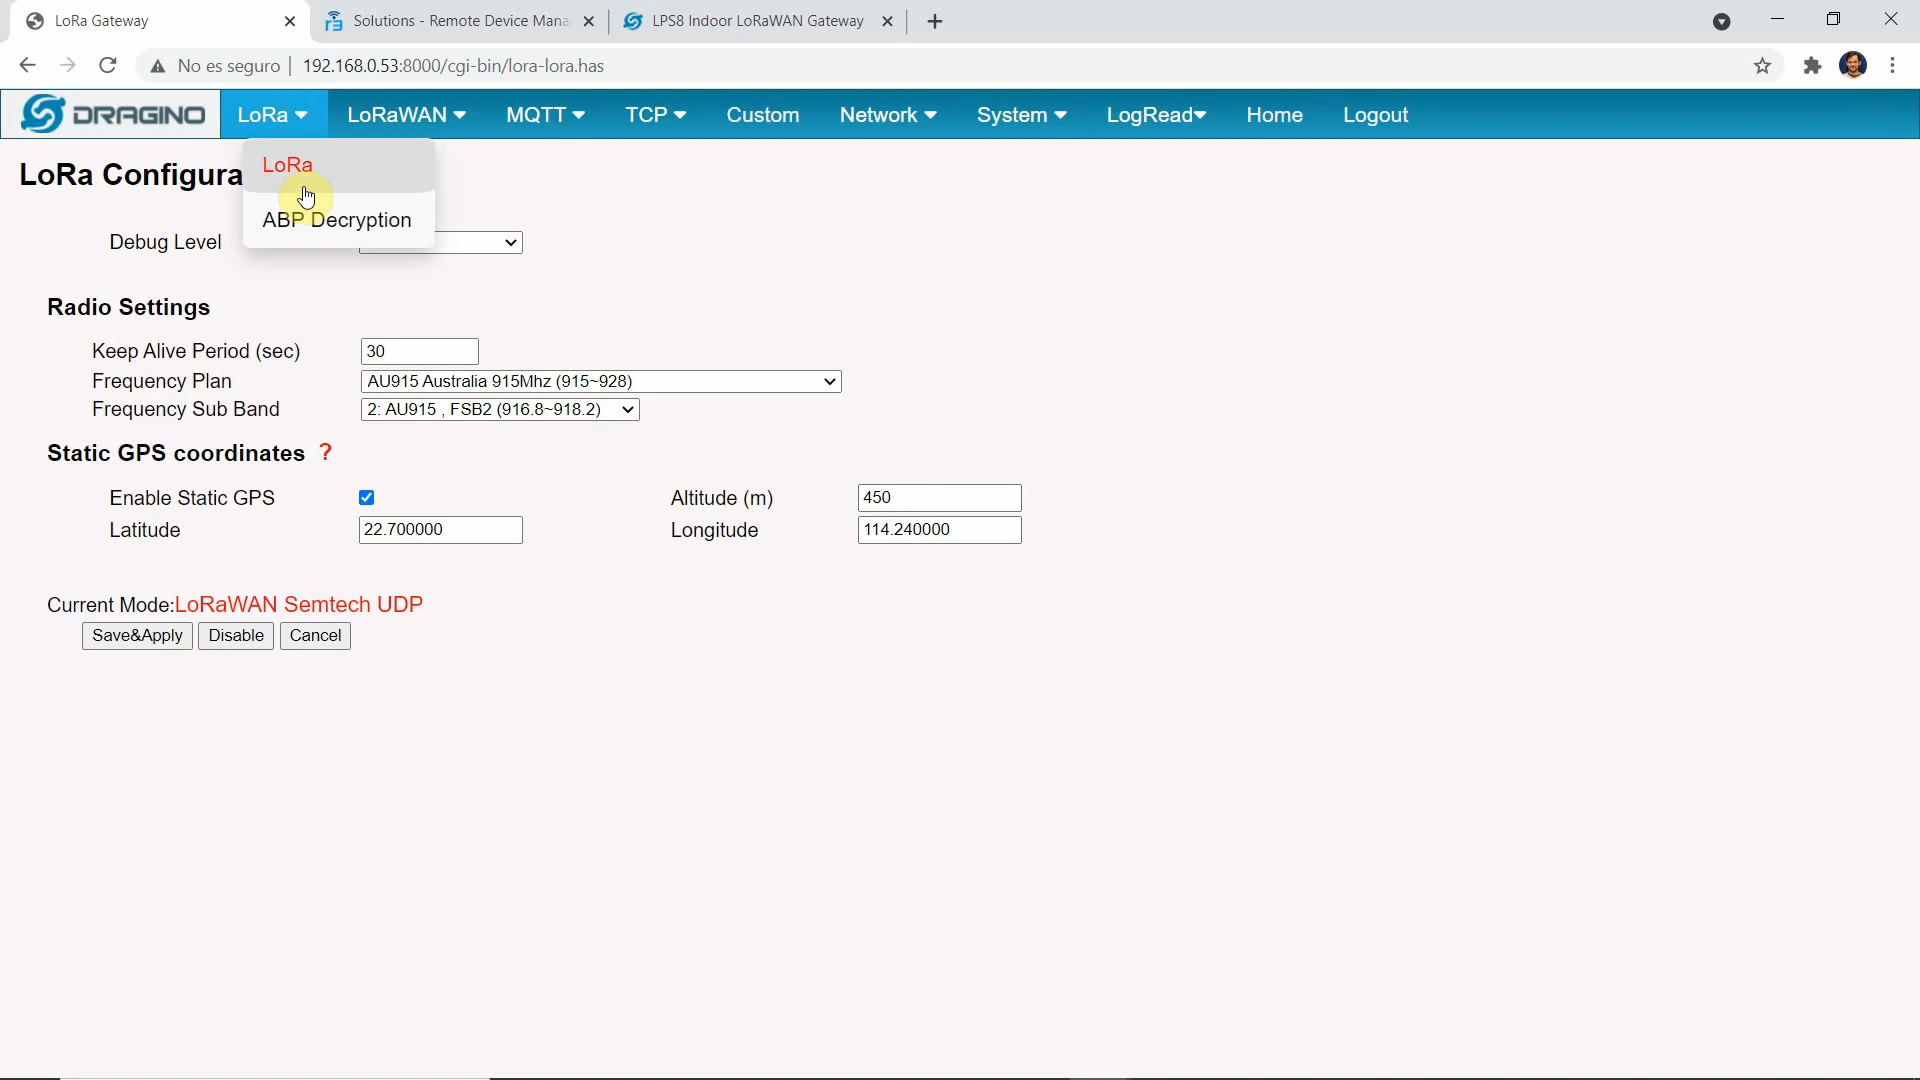 LoRa Gateway
Solutions - Remote Device Mana
LPS8 Indoor LoRaWAN Gateway
No es seguro
192.168.0.53:8000/cgi-bin/lora-lora.has
DRAGINO
LoRa
LoRaWAN
MQTT
TCP
Custom
Network
System
LogRead
Home
Logout
LoRa
ABP Decryption
LoRa Configura
Debug Level
Radio Settings
Keep Alive Period (sec)
30
Frequency Plan
AU915 Australia 915Mhz (915~928)
Frequency Sub Band
2: AU915 , FSB2 (916.8~918.2)
Static GPS coordinates ?
Enable Static GPS
Altitude (m)
450
Latitude
22.700000
Longitude
114.240000
Current Mode:LoRaWAN Semtech UDP
Save&Apply
Disable
Cancel